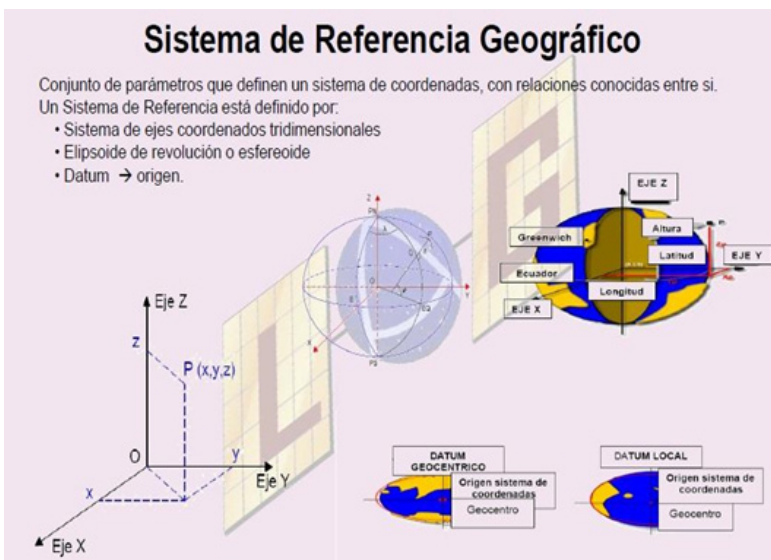 Sistema de Referencia Geográfico
Conjunto de parámetros que definen un sistema de coordenadas, con relaciones conocidas entre si.
Un Sistema de Referencia está definido por:
• Sistema de ejes coordenados tridimensionales
• Elipsoide de revolución o esfereoide
• Datum → origen.
Z
PN
λ
P
O
Y
X
PS
EJE Z
Greenwich
Altura
Latitud
EJE Y
Ecuador
Longitud
EJE X
Eje Z
z
P (x,y,z)
O
y
Eje Y
x
Eje X
L
G
DATUM
GEOCENTRICO
Origen sistema de
coordenadas
Geocentro
DATUM LOCAL
Origen sistema de
coordenadas
Geocentro